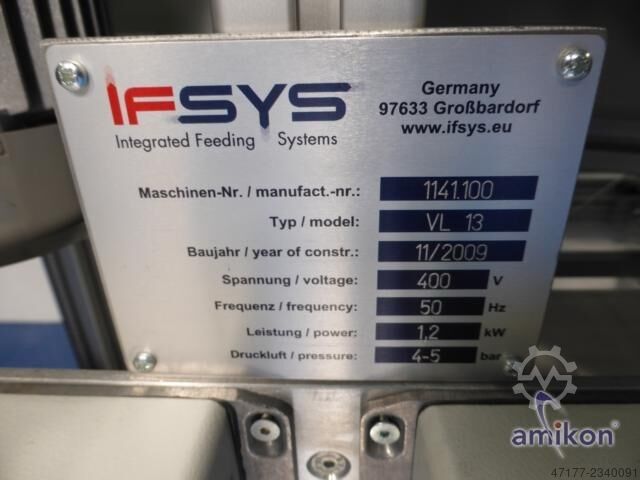 IFSYS
Integrated Feeding Systems
Germany
97633 Großbardorf
www.ifsys.eu
Maschinen-Nr. / manufact.-nr.: 1141.100
Typ / model: VL 13
Baujahr / year of constr.: 11/2009
Spannung / voltage: 400 V
Frequenz / frequency: 50 Hz
Leistung / power: 1,2 kW
Druckluft / pressure: 4-5 bar
amikon
47177-2340091